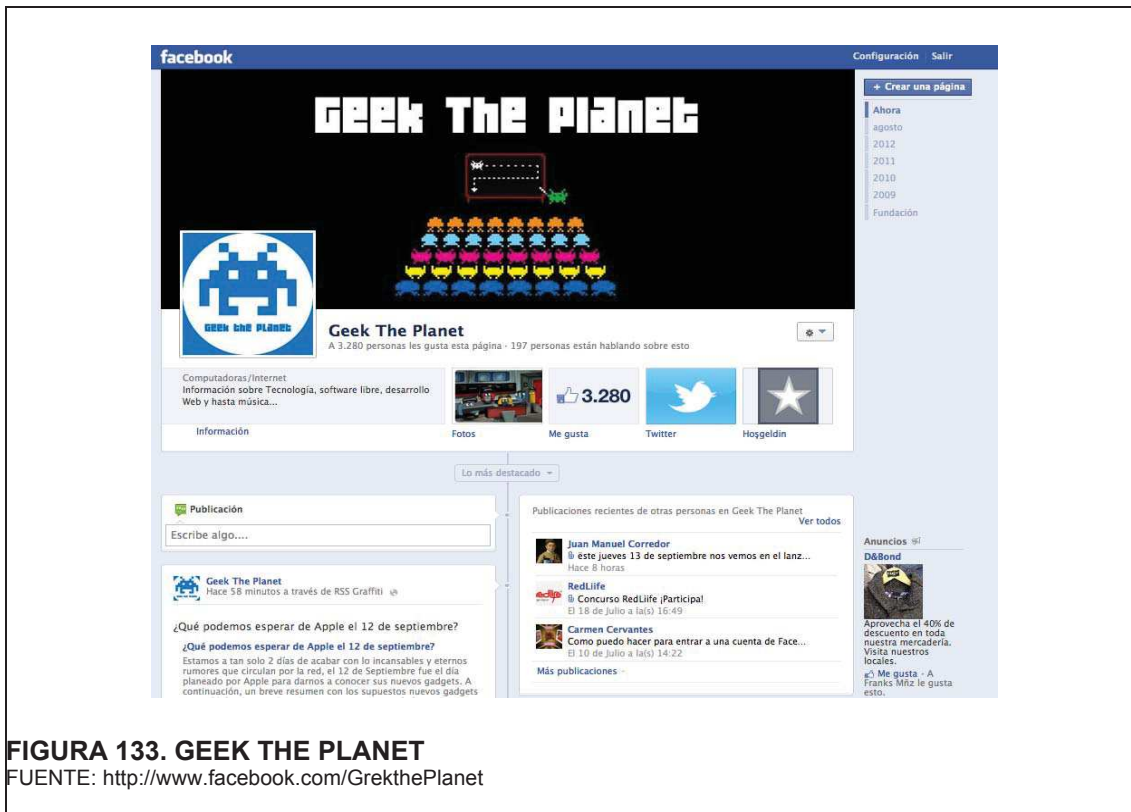 facebook
Configuración Salir
+ Crear una página
Ahora
agosto
2012
2011
2010
2009
Fundación
Geek The Planet
GEEK THE PLANET
Geek The Planet
A 3.280 personas les gusta esta página · 197 personas están hablando sobre esto
Computadoras/Internet
Información sobre Tecnología, software libre, desarrollo
Web y hasta música...
Información
Fotos
3.280
Me gusta
Twitter
Hoşgeldin
Lo más destacado
Publicación
Escribe algo....
Geek The Planet
Hace 58 minutos a través de RSS Graffiti
¿Qué podemos esperar de Apple el 12 de septiembre?
¿Qué podemos esperar de Apple el 12 de septiembre?
Estamos a tan solo 2 días de acabar con lo incansables y eternos
rumores que circulan por la red, el 12 de Septiembre fue el día
planeado por Apple para darnos a conocer sus nuevos gadgets. A
continuación, un breve resumen con los supuestos nuevos gadgets
Publicaciones recientes de otras personas en Geek The Planet
Ver todos
Juan Manuel Corredor
ëste jueves 13 de septiembre nos vemos en el lanz...
Hace 8 horas
RedLiife
Concurso RedLiife ¡Participa!
El 18 de Julio a la(s) 16:49
Carmen Cervantes
Como puedo hacer para entrar a una cuenta de Face...
El 10 de Julio a la(s) 14:22
Más publicaciones
Anuncios
D&Bond
Aprovecha el 40% de
descuento en toda
nuestra mercadería.
Visita nuestros
locales.
Me gusta · A
Franks Mñz le gusta
esto.
FIGURA 133. GEEK THE PLANET
FUENTE: http://www.facebook.com/GrekthePlanet